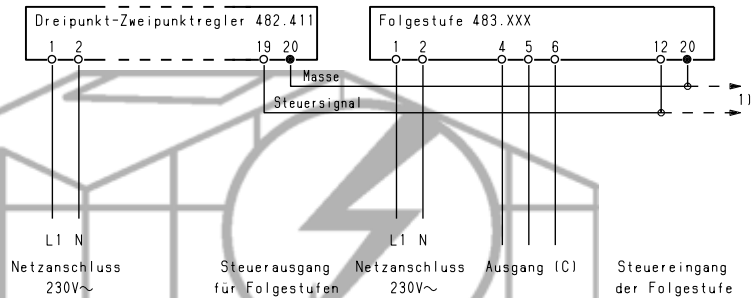 Dreipunkt-Zweipunktregler 482.411
Folgestufe 483.XXX
1 2 19 20
1 2 4 5 6 12 20
Masse
Steuersignal
1)
L1 N
L1 N
Netzanschluss
230V~
Steuerausgang
für Folgestufen
Netzanschluss
230V~
Ausgang (C)
Steuereingang
der Folgestufe